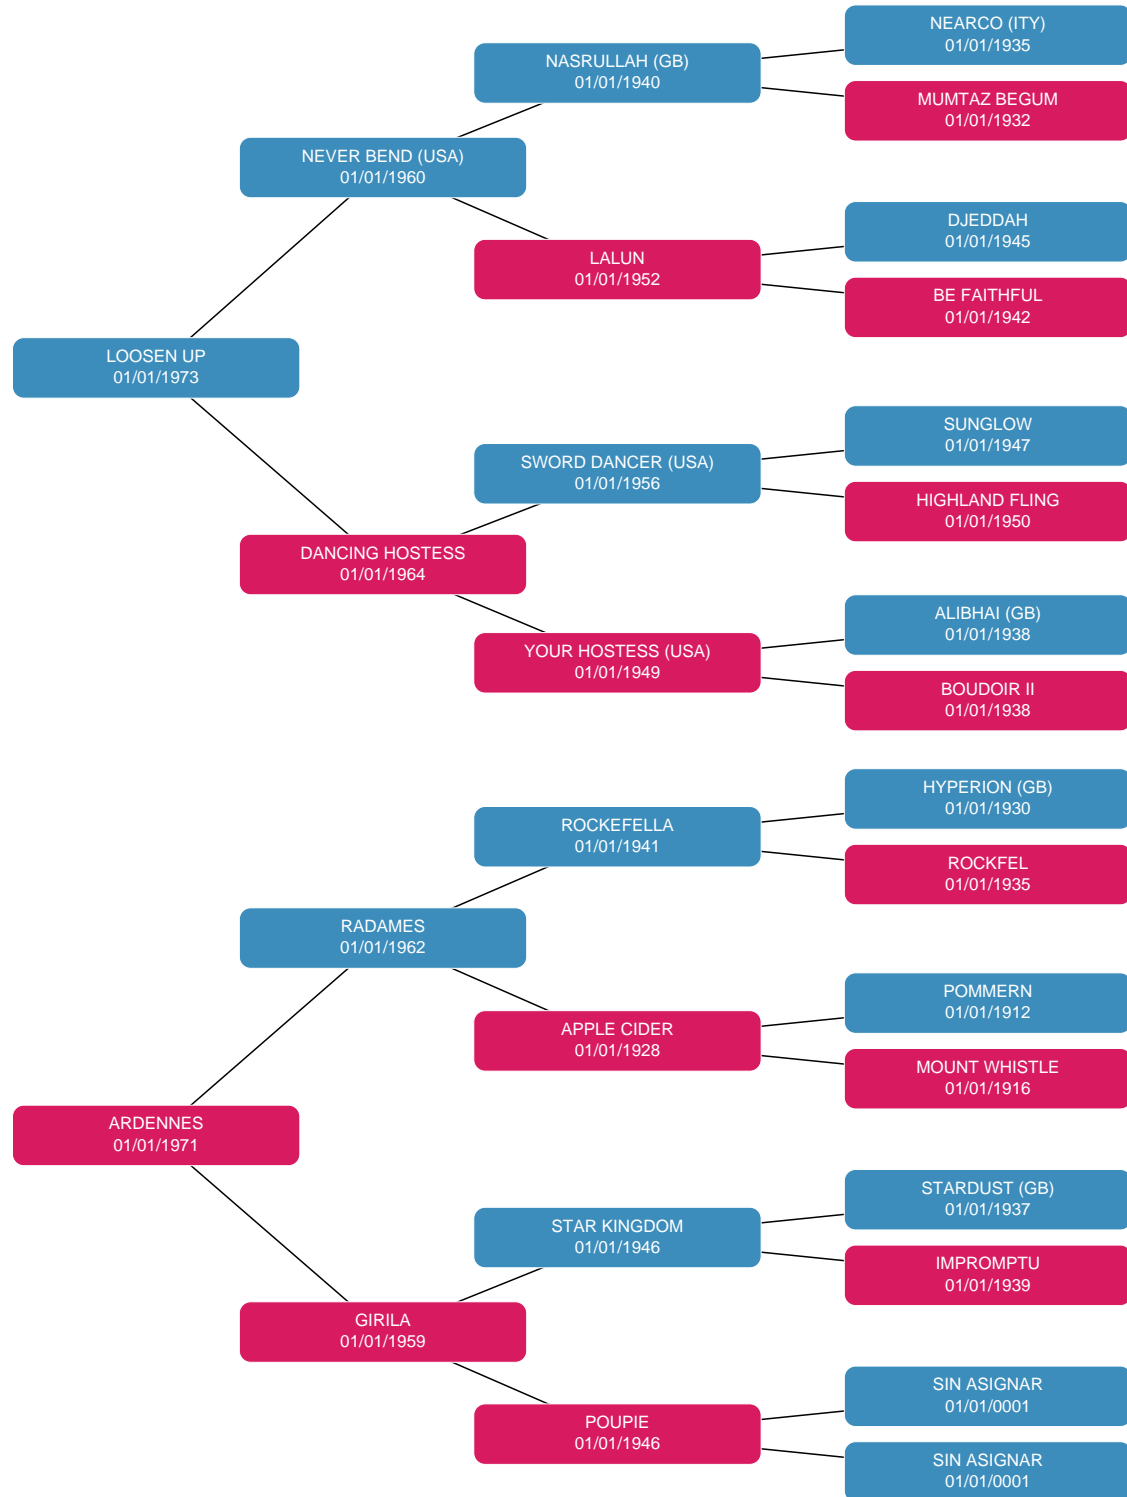 NEARCO (ITY)
01/01/1935
NASRULLAH (GB)
01/01/1940
MUMTAZ BEGUM
01/01/1932
NEVER BEND (USA)
01/01/1960
DJEDDAH
01/01/1945
LALUN
01/01/1952
BE FAITHFUL
01/01/1942
LOOSEN UP
01/01/1973
SUNGLOW
01/01/1947
SWORD DANCER (USA)
01/01/1956
HIGHLAND FLING
01/01/1950
DANCING HOSTESS
01/01/1964
ALIBHAI (GB)
01/01/1938
YOUR HOSTESS (USA)
01/01/1949
BOUDOIR II
01/01/1938
HYPERION (GB)
01/01/1930
ROCKEFELLA
01/01/1941
ROCKFEL
01/01/1935
RADAMES
01/01/1962
POMMERN
01/01/1912
APPLE CIDER
01/01/1928
MOUNT WHISTLE
01/01/1916
ARDENNES
01/01/1971
STARDUST (GB)
01/01/1937
STAR KINGDOM
01/01/1946
IMPROMPTU
01/01/1939
GIRILA
01/01/1959
SIN ASIGNAR
01/01/0001
POUPIE
01/01/1946
SIN ASIGNAR
01/01/0001